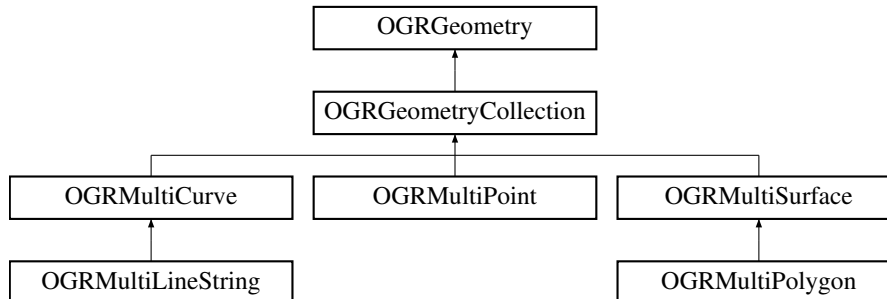 OGRGeometry
OGRGeometryCollection
OGRMultiCurve
OGRMultiPoint
OGRMultiSurface
OGRMultiLineString
OGRMultiPolygon